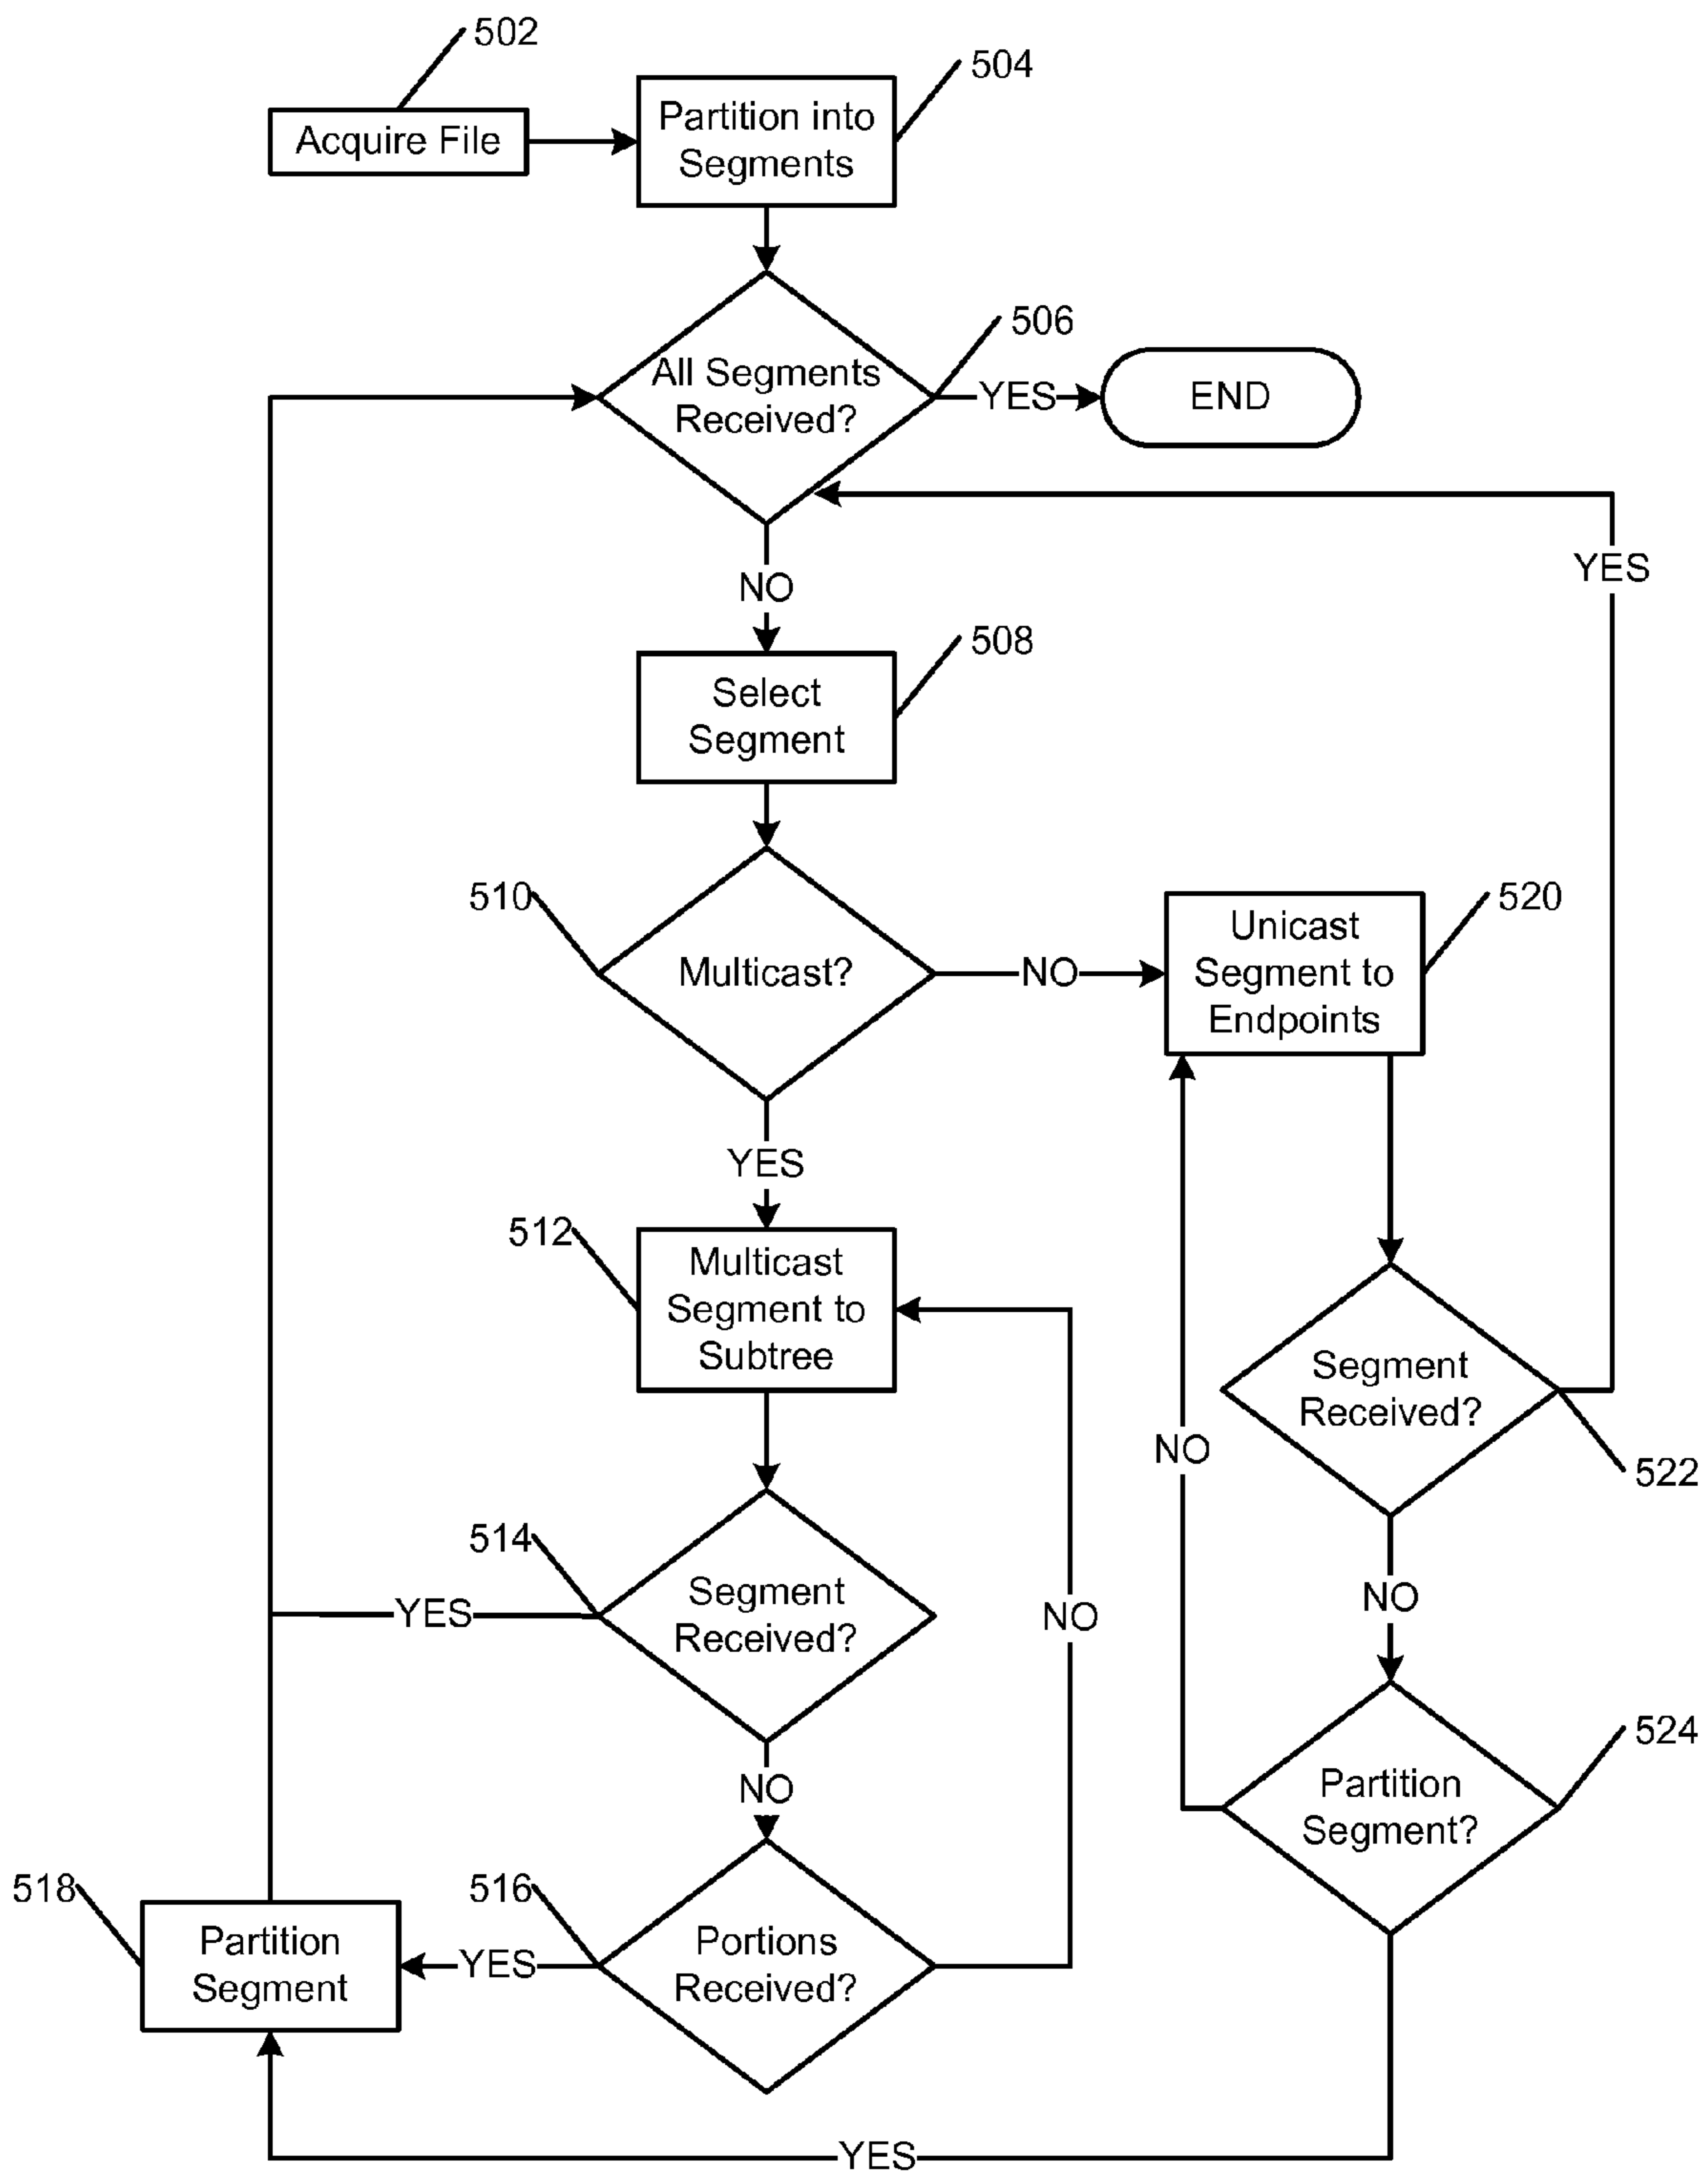 502
504
Acquire File
Partition into
Segments
506
All Segments
Received?
YES
END
YES
NO
508
Select
Segment
510
Multicast?
NO
520
Unicast
Segment to
Endpoints
YES
512
Multicast
Segment to
Subtree
Segment
Received?
522
NO
514
Segment
Received?
YES
NO
NO
NO
524
Partition
Segment?
518
Partition
Segment
YES
516
Portions
Received?
YES